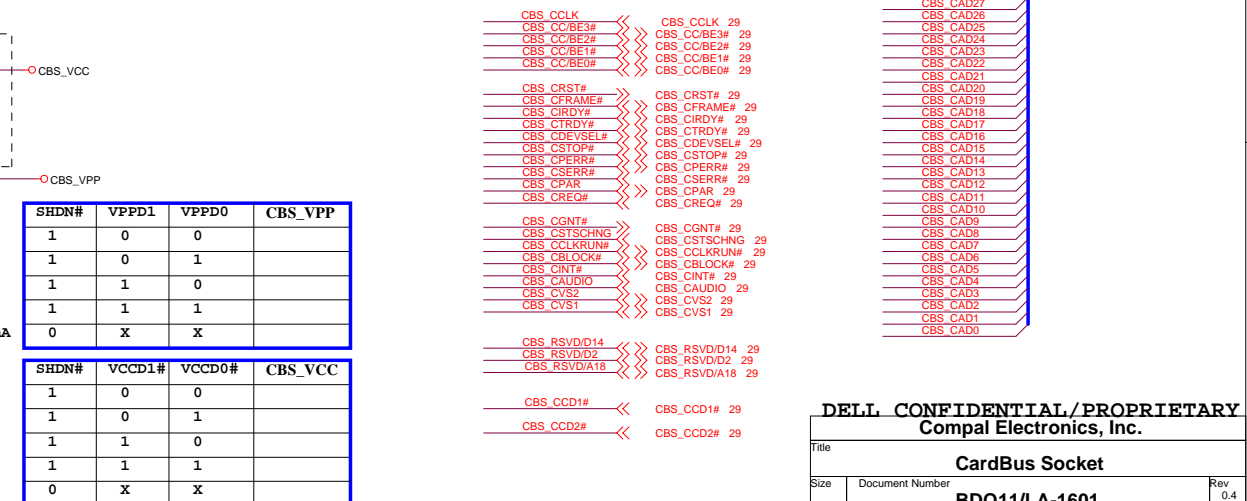 CBS_VCC
CBS_VPP
SHDN# VPPD1 VPPD0 CBS_VPP
1 0 0
1 0 1
1 1 0
1 1 1
A 0 X X
SHDN# VCCD1# VCCD0# CBS_VCC
1 0 0
1 0 1
1 1 0
1 1 1
0 X X
CBS_CCLK CBS_CCLK 29
CBS_CC/BE3# CBS_CC/BE3# 29
CBS_CC/BE2# CBS_CC/BE2# 29
CBS_CC/BE1# CBS_CC/BE1# 29
CBS_CC/BE0# CBS_CC/BE0# 29
CBS_CRST# CBS_CRST# 29
CBS_CFRAME# CBS_CFRAME# 29
CBS_CIRDY# CBS_CIRDY# 29
CBS_CTRDY# CBS_CTRDY# 29
CBS_CDEVSEL# CBS_CDEVSEL# 29
CBS_CSTOP# CBS_CSTOP# 29
CBS_CPERR# CBS_CPERR# 29
CBS_CSERR# CBS_CSERR# 29
CBS_CPAR CBS_CPAR 29
CBS_CREQ# CBS_CREQ# 29
CBS_CGNT# CBS_CGNT# 29
CBS_CSTSCHNG CBS_CSTSCHNG 29
CBS_CCLKRUN# CBS_CCLKRUN# 29
CBS_CBLOCK# CBS_CBLOCK# 29
CBS_CINT# CBS_CINT# 29
CBS_CAUDIO CBS_CAUDIO 29
CBS_CVS2 CBS_CVS2 29
CBS_CVS1 CBS_CVS1 29
CBS_RSVD/D14 CBS_RSVD/D14 29
CBS_RSVD/D2 CBS_RSVD/D2 29
CBS_RSVD/A18 CBS_RSVD/A18 29
CBS_CCD1# CBS_CCD1# 29
CBS_CCD2# CBS_CCD2# 29
CBS_CAD27
CBS_CAD26
CBS_CAD25
CBS_CAD24
CBS_CAD23
CBS_CAD22
CBS_CAD21
CBS_CAD20
CBS_CAD19
CBS_CAD18
CBS_CAD17
CBS_CAD16
CBS_CAD15
CBS_CAD14
CBS_CAD13
CBS_CAD12
CBS_CAD11
CBS_CAD10
CBS_CAD9
CBS_CAD8
CBS_CAD7
CBS_CAD6
CBS_CAD5
CBS_CAD4
CBS_CAD3
CBS_CAD2
CBS_CAD1
CBS_CAD0
DELL CONFIDENTIAL/PROPRIETARY
Compal Electronics, Inc.
Title
CardBus Socket
Size Document Number Rev
BDQ11/LA-1601 0.4